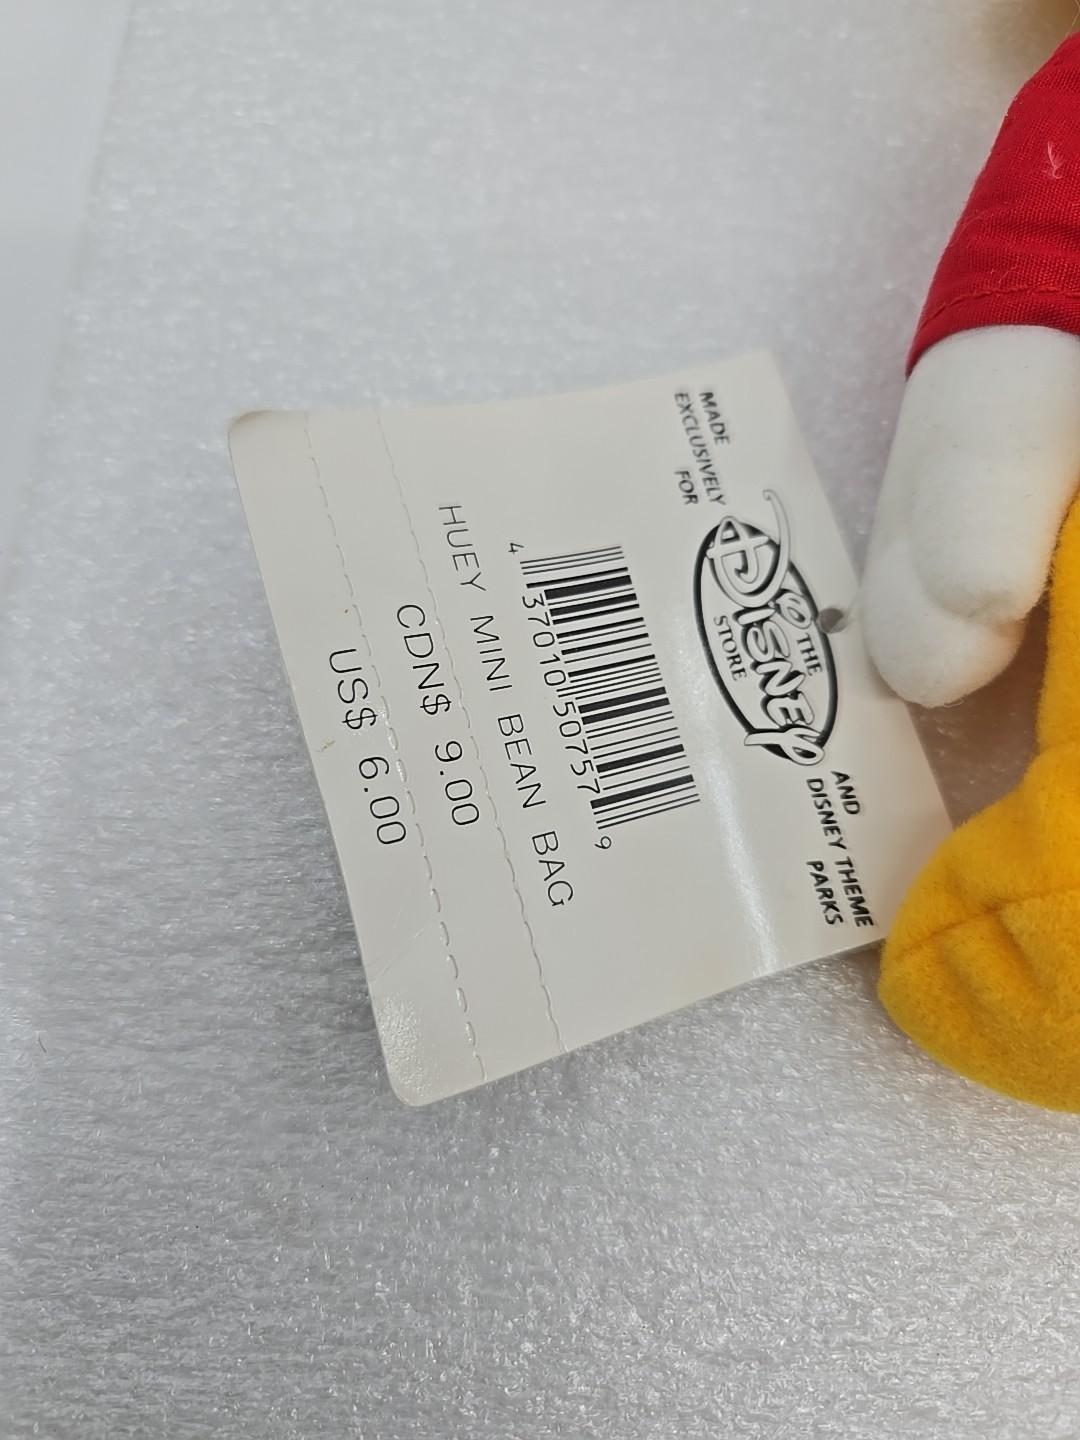 MADE
EXCLUSIVELY
FOR
THE
DISNEY
STORE
AND
DISNEY THEME
PARKS
4 37010 50757 9
HUEY MINI BEAN BAG
CDN$ 9.00
US$ 6.00